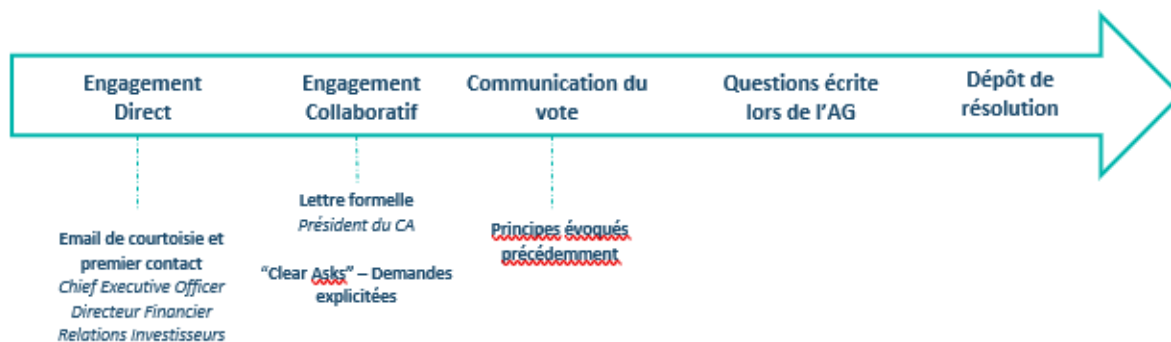 Engagement
Direct
Engagement
Collaboratif
Communication du
vote
Questions écrite
lors de l'AG
Dépôt de
résolution
Email de courtoisie et
premier contact
Chief Executive Officer
Directeur Financier
Relations Investisseurs
Lettre formelle
Président du CA
“Clear Asks” – Demandes
explicitées
Principes évoqués
précédemment